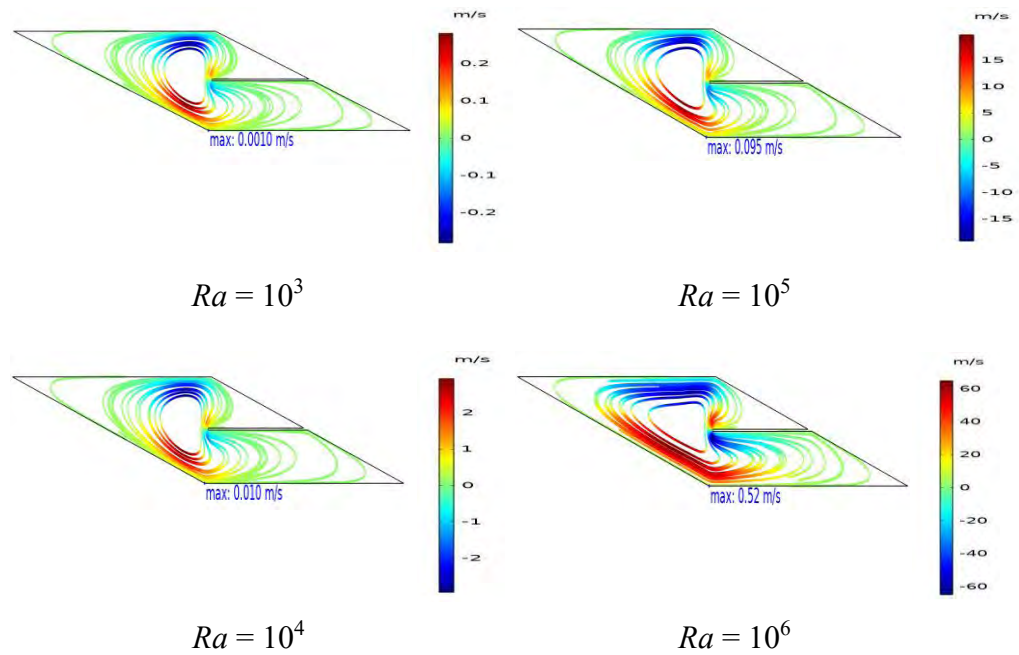 m/s
0.2
0.1
0
-0.1
-0.2
max: 0.0010 m/s
Ra = 10³
m/s
15
10
5
0
-5
-10
-15
max: 0.095 m/s
Ra = 10⁵
m/s
2
1
0
-1
-2
max: 0.010 m/s
Ra = 10⁴
m/s
60
40
20
0
-20
-40
-60
max: 0.52 m/s
Ra = 10⁶